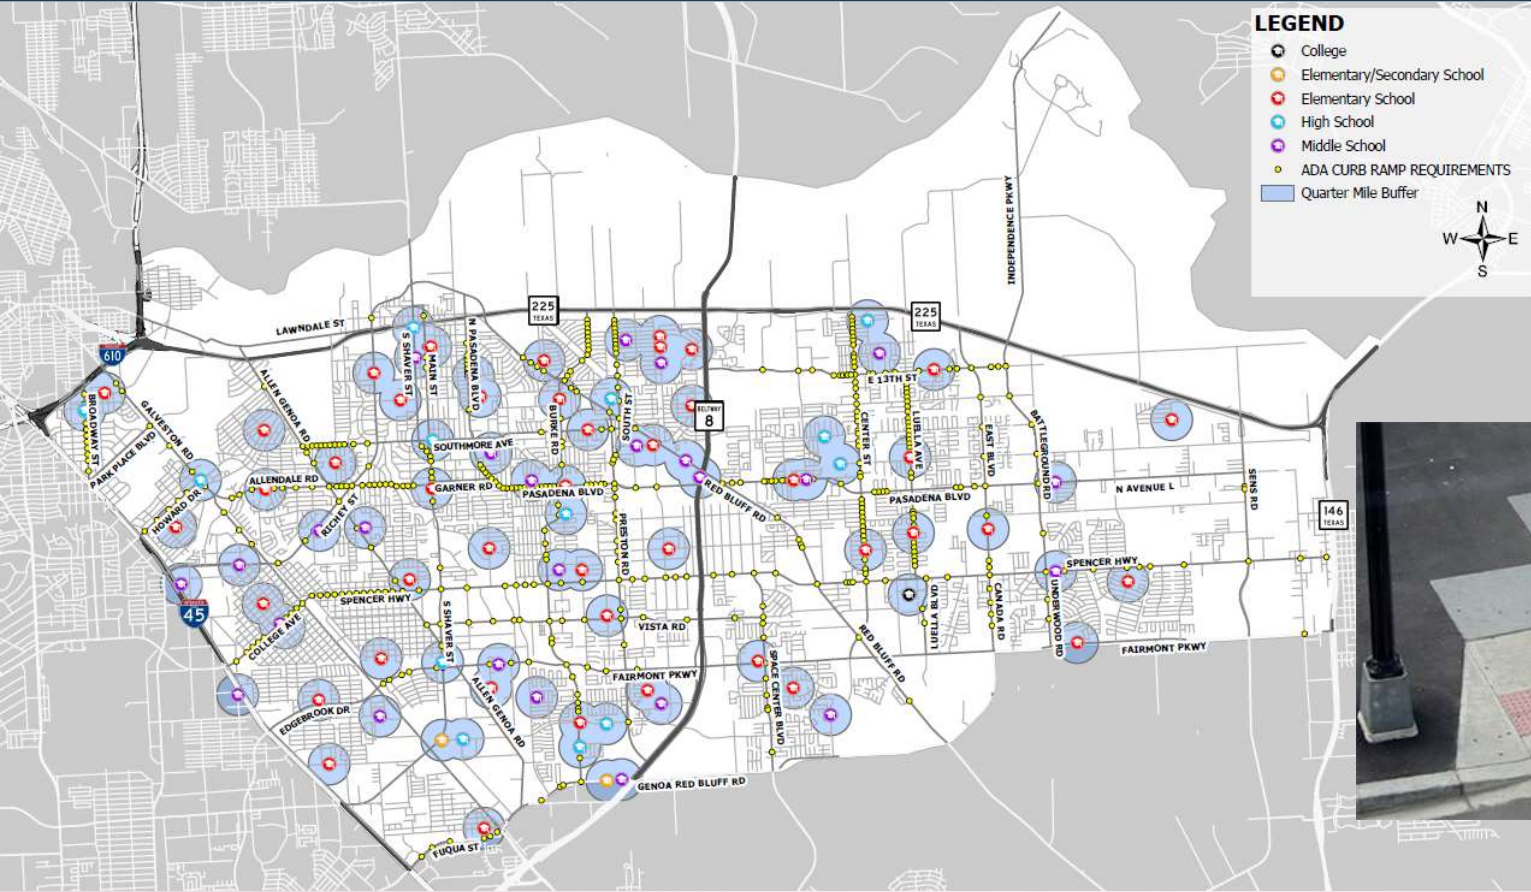 LEGEND
College
Elementary/Secondary School
Elementary School
High School
Middle School
ADA CURB RAMP REQUIREMENTS
Quarter Mile Buffer
N
W E
S
INDEPENDENCE PKWY
225
TEXAS
225
TEXAS
LAWNDALE ST
610
S SHAVER ST
MAIN ST
N PASADENA BLVD
ALLEN GENOA RD
E 13TH ST
BROADWAY ST
GALVESTON RD
PARK PLACE BLVD
BURKE RD
SOUTH ST
BELTWAY
8
CENTER ST
LUELLA AVE
EAST BLVD
BATTLEGROUND RD
SOUTHMORE AVE
ALLENDALE RD
GARNER RD
PASADENA BLVD
RED BLUFF RD
PASADENA BLVD
N AVENUE L
SENS RD
146
TEXAS
HOWARD DR
RICHEY ST
PRESTON RD
SPENCER HWY
SPENCER HWY
45
COLLEGE AVE
S SHAVER ST
VISTA RD
LUELLA BLVD
CANADA RD
UNDERWOOD RD
RED BLUFF RD
FAIRMONT PKWY
FAIRMONT PKWY
SPACE CENTER BLVD
ALLEN GENOA RD
EDGEBROOK DR
GENOA RED BLUFF RD
FUQUA ST